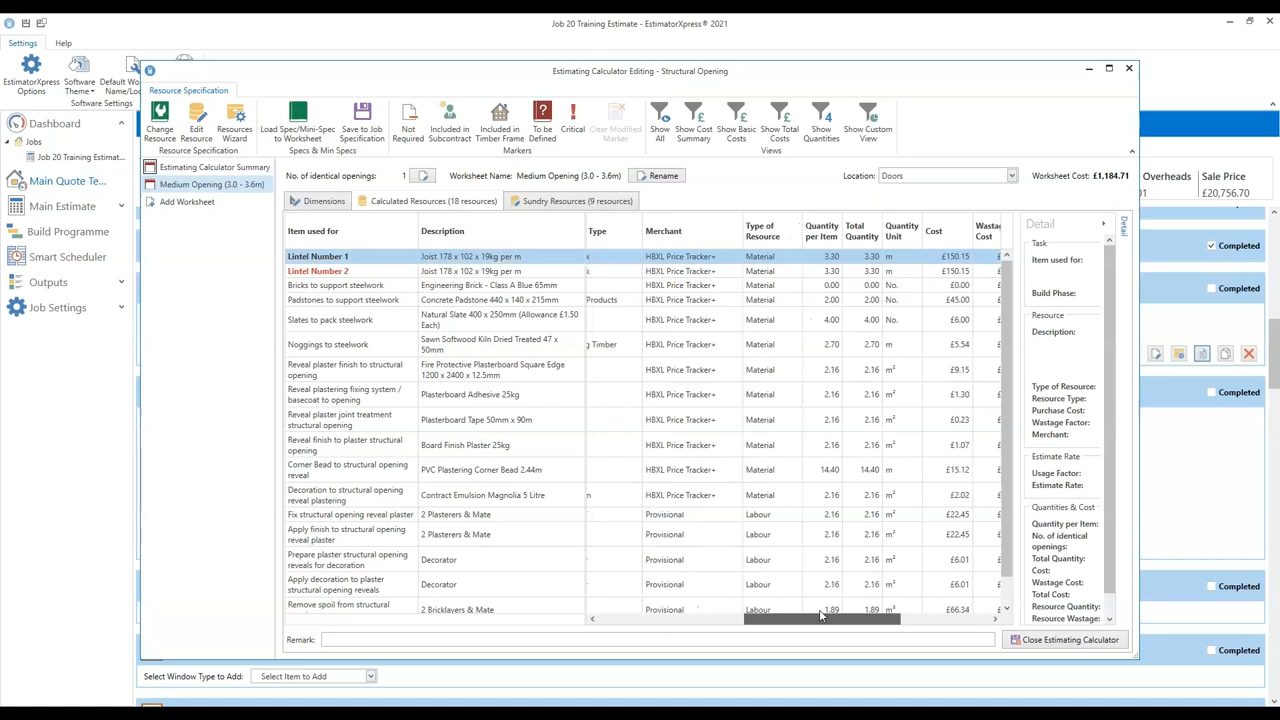 Job 20 Training Estimate - EstimatorXpress® 2021
Settings
Help
EstimatorXpress Options
Software Theme
Default Wo
Name/Lo
Software Settings
Dashboard
Jobs
Job 20 Training Estimat...
Main Quote Te...
Main Estimate
Build Programme
Smart Scheduler
Outputs
Job Settings
Estimating Calculator Editing - Structural Opening
Resource Specification
Change Resource
Edit Resource
Resources Wizard
Resource Specification
Load Spec/Mini-Spec to Worksheet
Save to Job Specification
Specs & Min Specs
Not Required
Included in Subcontract
Included in Timber Frame
To be Defined
Critical
Clear Modified Marker
Markers
Show All
Show Cost Summary
Show Basic Costs
Show Total Costs
Show Quantities
Show Custom View
Views
Estimating Calculator Summary
Medium Opening (3.0 - 3.6m)
Add Worksheet
No. of identical openings: 1
Worksheet Name: Medium Opening (3.0 - 3.6m)
Rename
Location: Doors
Worksheet Cost: £1,184.71
Dimensions
Calculated Resources (18 resources)
Sundry Resources (9 resources)
Item used for Description Type Merchant Type of Resource Quantity per Item Total Quantity Quantity Unit Cost Wastag Cost
Lintel Number 1 Joist 178 x 102 x 19kg per m k HBXL Price Tracker+ Material 3.30 3.30 m £150.15 £
Lintel Number 2 Joist 178 x 102 x 19kg per m k HBXL Price Tracker+ Material 3.30 3.30 m £150.15 £
Bricks to support steelwork Engineering Brick - Class A Blue 65mm HBXL Price Tracker+ Material 0.00 0.00 No. £0.00 £
Padstones to support steelwork Concrete Padstone 440 x 140 x 215mm Products HBXL Price Tracker+ Material 2.00 2.00 No. £45.00 £
Slates to pack steelwork Natural Slate 400 x 250mm (Allowance £1.50 Each) HBXL Price Tracker+ Material 4.00 4.00 No. £6.00 £
Noggings to steelwork Sawn Softwood Kiln Dried Treated 47 x 50mm g Timber HBXL Price Tracker+ Material 2.70 2.70 m £5.54 £
Reveal plaster finish to structural opening Fire Protective Plasterboard Square Edge 1200 x 2400 x 12.5mm HBXL Price Tracker+ Material 2.16 2.16 m² £9.15 £
Reveal plastering fixing system / basecoat to opening Plasterboard Adhesive 25kg HBXL Price Tracker+ Material 2.16 2.16 m² £1.30 £
Reveal plaster joint treatment structural opening Plasterboard Tape 50mm x 90m HBXL Price Tracker+ Material 2.16 2.16 m² £0.23 £
Reveal finish to plaster structural opening Board Finish Plaster 25kg HBXL Price Tracker+ Material 2.16 2.16 m² £1.07 £
Corner Bead to structural opening reveal PVC Plastering Corner Bead 2.44m HBXL Price Tracker+ Material 14.40 14.40 m £15.12 £
Decoration to structural opening reveal plastering Contract Emulsion Magnolia 5 Litre n HBXL Price Tracker+ Material 2.16 2.16 m² £2.02 £
Fix structural opening reveal plaster 2 Plasterers & Mate Provisional Labour 2.16 2.16 m² £22.45 £
Apply finish to structural opening reveal plaster 2 Plasterers & Mate Provisional Labour 2.16 2.16 m² £22.45 £
Prepare plaster structural opening reveals for decoration Decorator Provisional Labour 2.16 2.16 m² £6.01 £
Apply decoration to plaster structural opening reveals Decorator Provisional Labour 2.16 2.16 m² £6.01 £
Remove spoil from structural 2 Bricklayers & Mate Provisional Labour 1.89 1.89 m² £66.34 £
Detail
Detail
Task
Item used for:
Build Phase:
Resource
Description:
Type of Resource:
Resource Type:
Purchase Cost:
Wastage Factor:
Merchant:
Estimate Rate
Usage Factor:
Estimate Rate:
Quantities & Cost
Quantity per Item:
No. of identical openings:
Total Quantity:
Cost:
Wastage Cost:
Total Cost:
Resource Quantity:
Resource Wastage:
Remark:
Close Estimating Calculator
Overheads
Sale Price
£20,756.70
Completed
Completed
Completed
Completed
Completed
Select Window Type to Add: Select Item to Add